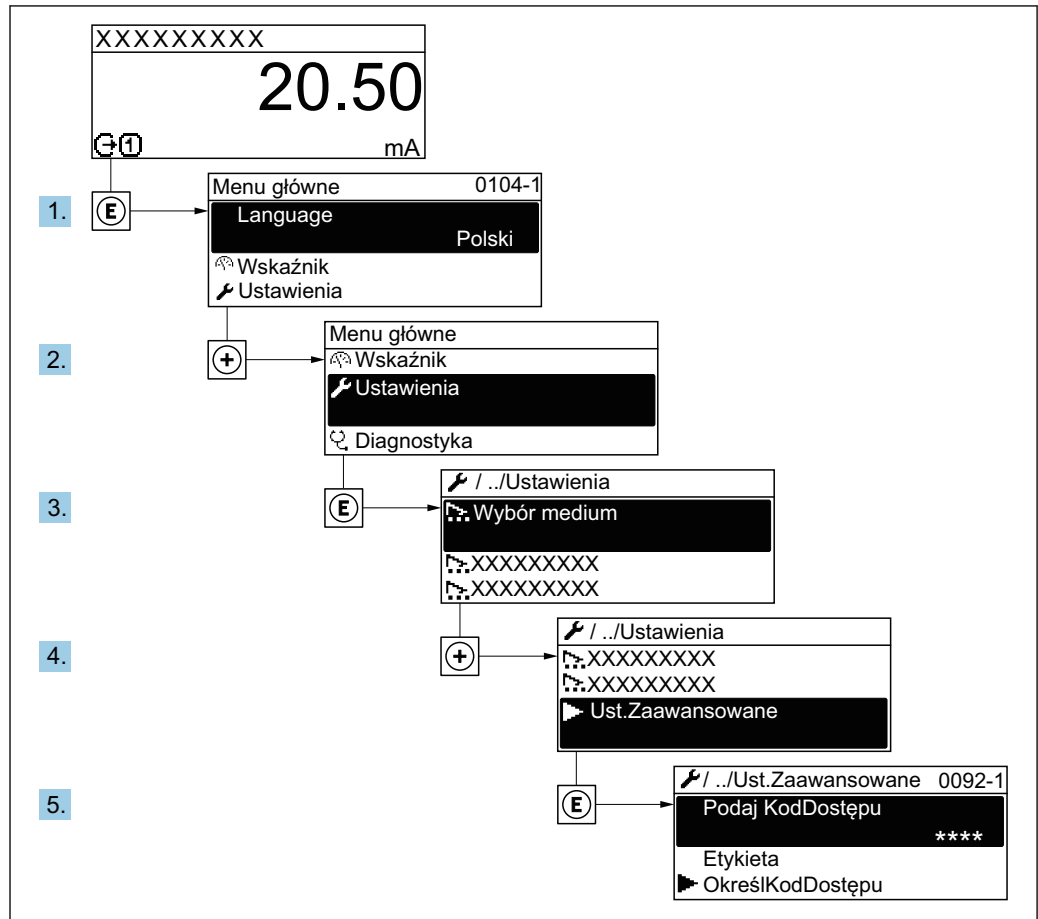 XXXXXXXXX
20.50
1
mA
1.
E
Menu główne 0104-1
Language
Polski
Wskaźnik
Ustawienia
2.
+
Menu główne
Wskaźnik
Ustawienia
Diagnostyka
3.
E
/ ../Ustawienia
Wybór medium
XXXXXXXXX
XXXXXXXXX
4.
+
/ ../Ustawienia
XXXXXXXXX
XXXXXXXXX
Ust.Zaawansowane
5.
E
/ ../Ust.Zaawansowane 0092-1
Podaj KodDostępu
****
Etykieta
OkreślKodDostępu